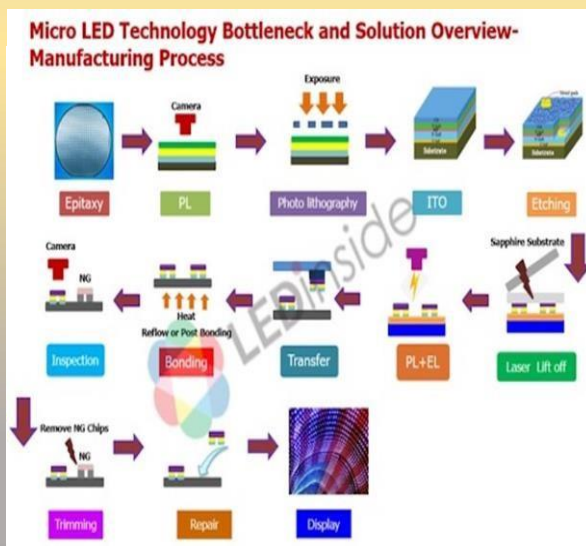 Micro LED Technology Bottleneck and Solution Overview-
Manufacturing Process
Exposure
Camera
Substrate
Substrate
Epitaxy
PL
Photo lithography
ITO
Etching
Sapphire Substrate
Camera
NG
Heat
Reflow or Post Bonding
Inspection
Bonding
Transfer
PL+EL
Laser Lift off
Remove NG Chips
NG
Trimming
Repair
Display
LEDinside